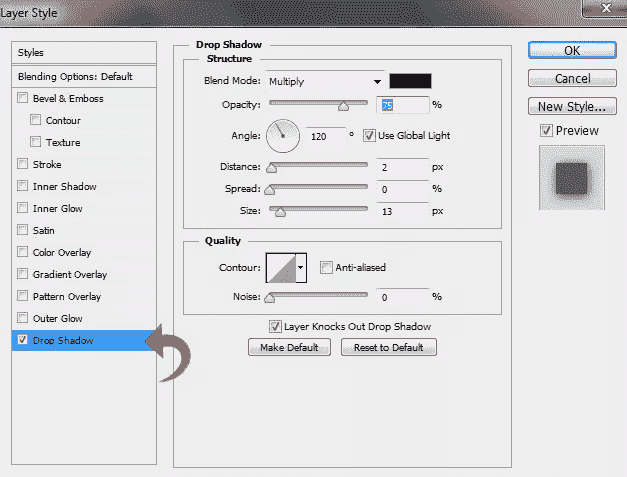 Layer Style
Styles
Blending Options: Default
Bevel & Emboss
Contour
Texture
Stroke
Inner Shadow
Inner Glow
Satin
Color Overlay
Gradient Overlay
Pattern Overlay
Outer Glow
Drop Shadow
Drop Shadow
Structure
Blend Mode: Multiply
Opacity: 75 %
Angle: 120 ° Use Global Light
Distance: 2 px
Spread: 0 %
Size: 13 px
Quality
Contour: Anti-aliased
Noise: 0 %
Layer Knocks Out Drop Shadow
Make Default Reset to Default
OK
Cancel
New Style...
Preview